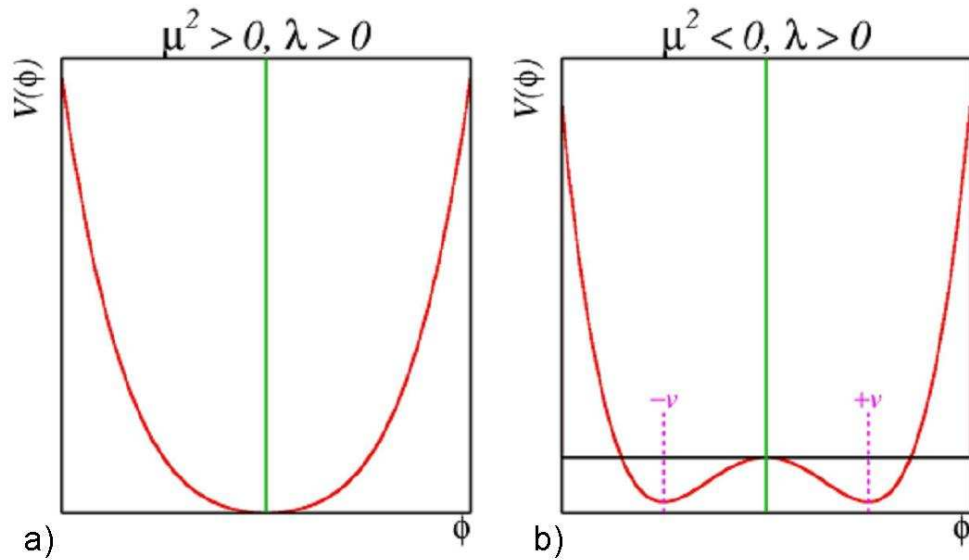 μ² > 0, λ > 0
V(ϕ)
ϕ
a)
μ² < 0, λ > 0
V(ϕ)
−v
+v
ϕ
b)